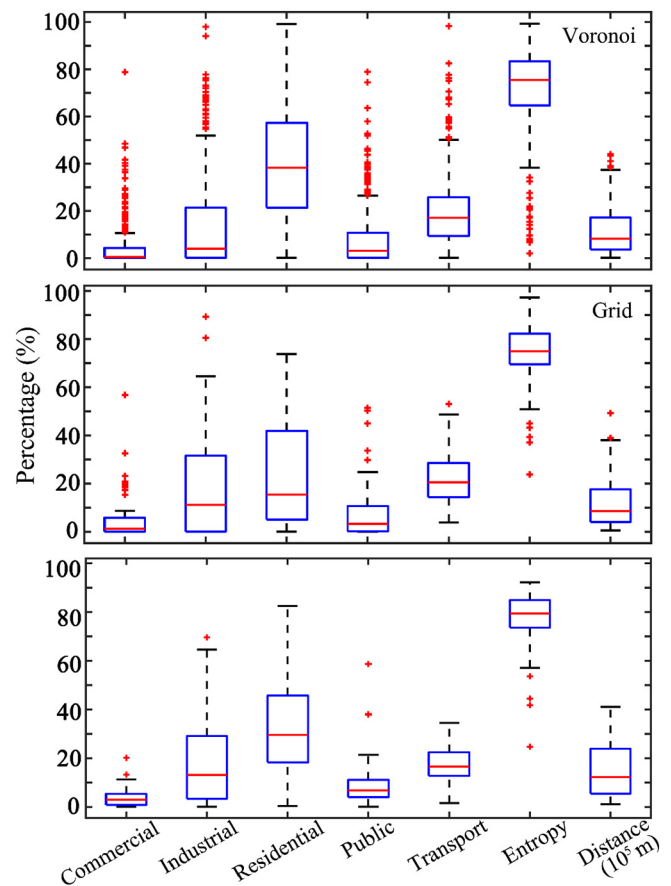 100
80
60
40
20
0
Voronoi
100
80
60
40
20
0
Grid
Percentage (%)
100
80
60
40
20
0
Commercial
Industrial
Residential
Public
Transport
Entropy
Distance
(10⁵ m)